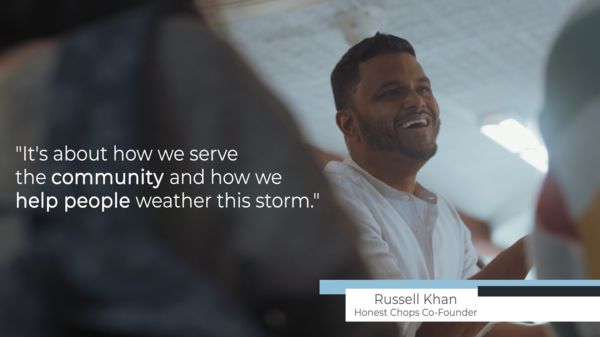 "It's about how we serve
the community and how we
help people weather this storm."
Russell Khan
Honest Chops Co-Founder